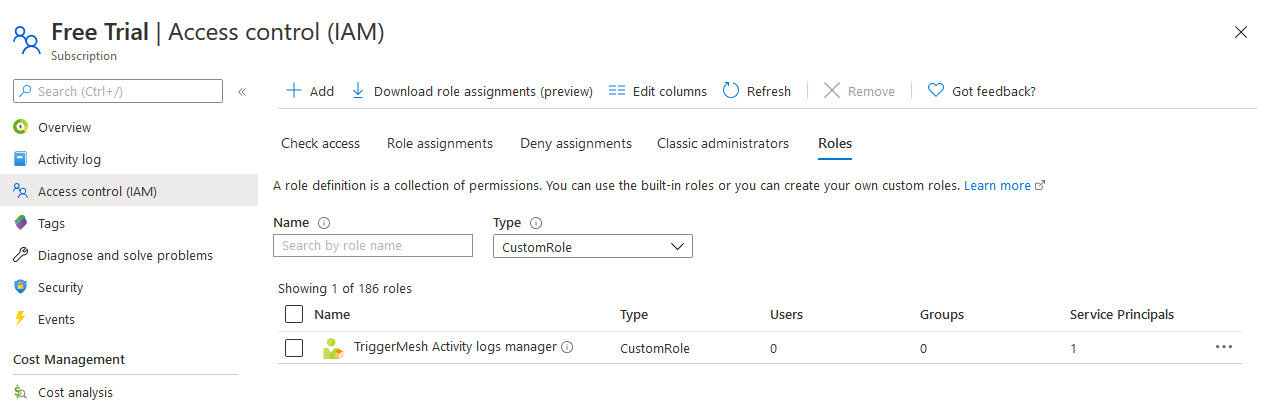 Free Trial | Access control (IAM)
Subscription
Search (Ctrl+/)
«
Overview
Activity log
Access control (IAM)
Tags
Diagnose and solve problems
Security
Events
Cost Management
Cost analysis
Add Download role assignments (preview) Edit columns Refresh Remove Got feedback?
Check access Role assignments Deny assignments Classic administrators Roles
A role definition is a collection of permissions. You can use the built-in roles or you can create your own custom roles. Learn more
Name Type
Search by role name CustomRole
Showing 1 of 186 roles
Name Type Users Groups Service Principals
TriggerMesh Activity logs manager CustomRole 0 0 1 ···